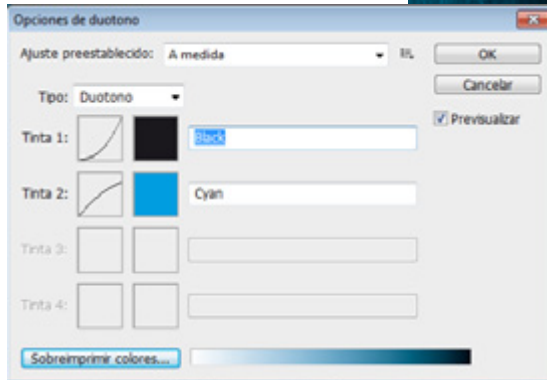 Opciones de duotono
Ajuste preestablecido: A medida
OK
Cancelar
Tipo: Duotono
Previsualizar
Tinta 1: Black
Tinta 2: Cyan
Tinta 3:
Tinta 4:
Sobreimprimir colores...